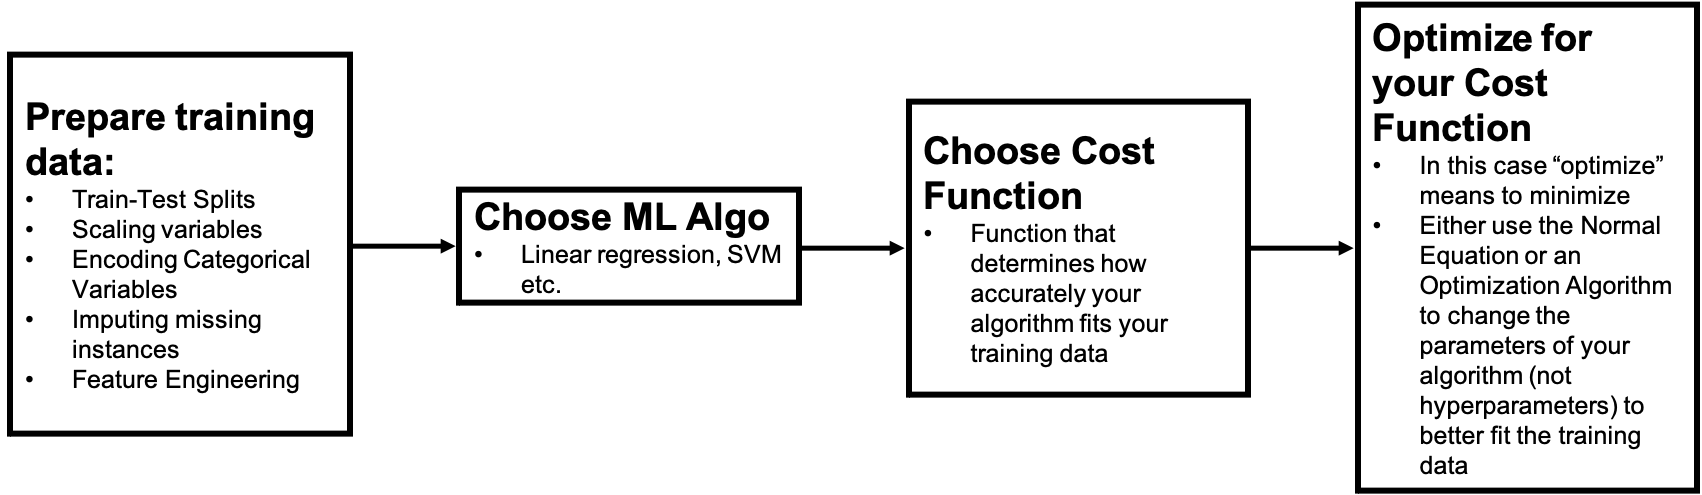 Prepare training
data:
• Train-Test Splits
• Scaling variables
• Encoding Categorical
Variables
• Imputing missing
instances
• Feature Engineering
Choose ML Algo
• Linear regression, SVM
etc.
Choose Cost
Function
• Function that
determines how
accurately your
algorithm fits your
training data
Optimize for
your Cost
Function
• In this case “optimize”
means to minimize
• Either use the Normal
Equation or an
Optimization Algorithm
to change the
parameters of your
algorithm (not
hyperparameters) to
better fit the training
data